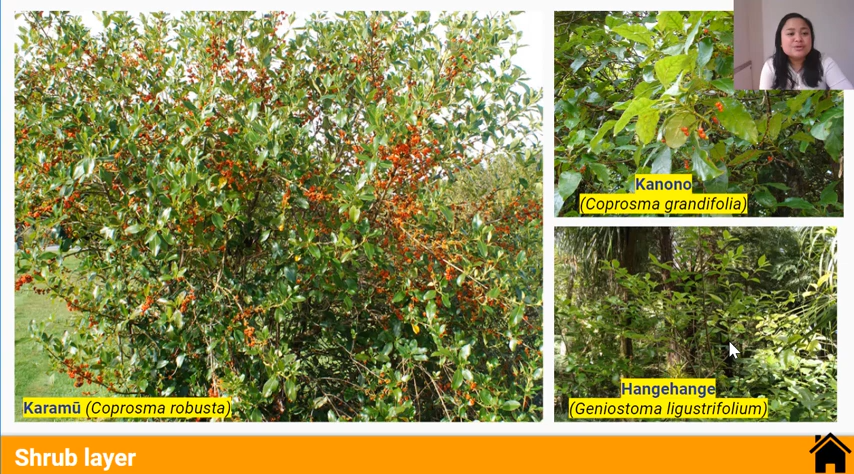 Kanono
(Coprosma grandifolia)
Hangehange
(Geniostoma ligustrifolium)
Karamū (Coprosma robusta)
Shrub layer